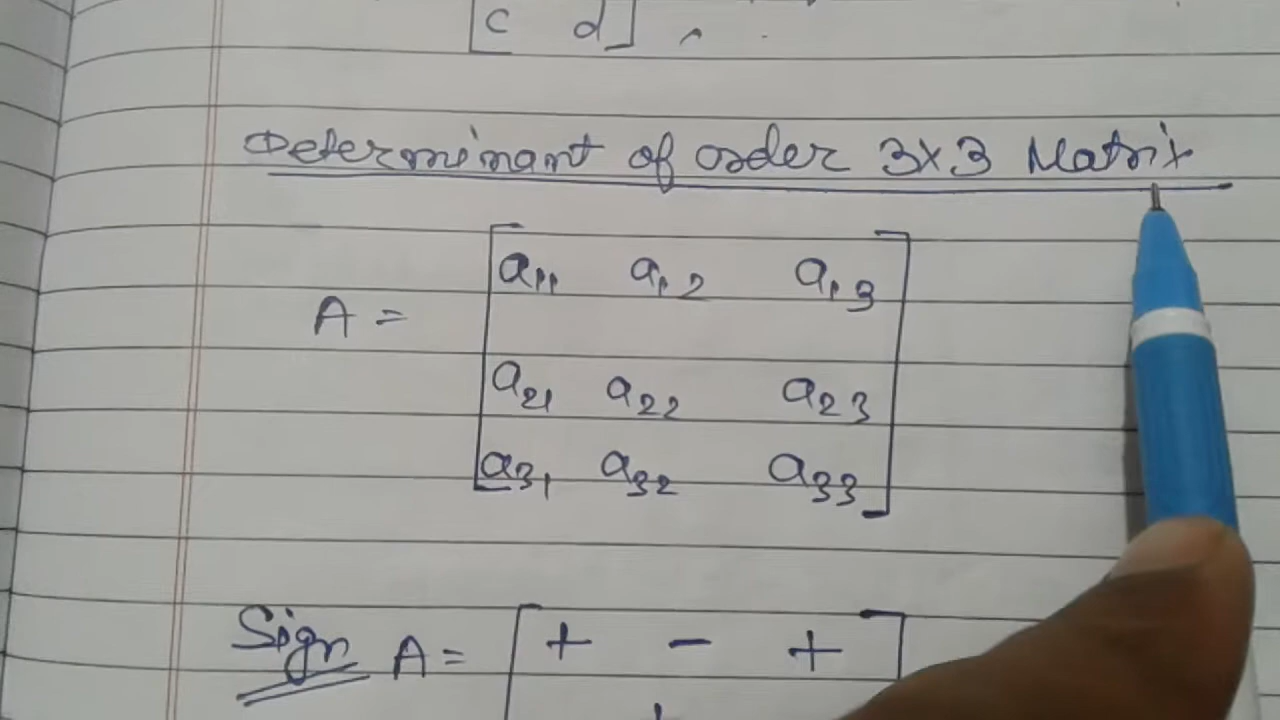 [c d]
Determinant of order 3x3 Matrix
A = [a11 a12 a13
a21 a22 a23
a31 a32 a33]
Sign A = [+ - +
+